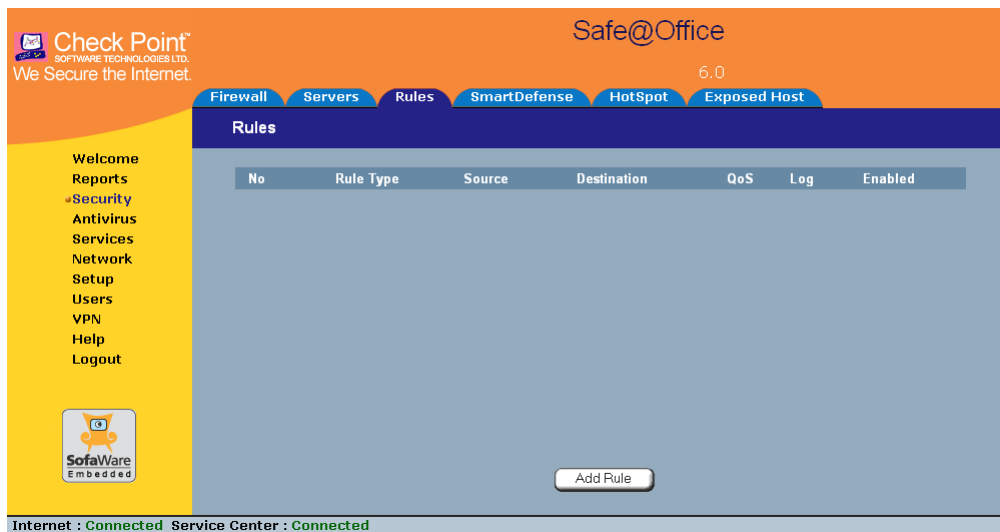 Check Point™
SOFTWARE TECHNOLOGIES LTD.
We Secure the Internet.
Safe@Office
6.0
Firewall Servers Rules SmartDefense HotSpot Exposed Host
Rules
Welcome
Reports
Security
Antivirus
Services
Network
Setup
Users
VPN
Help
Logout
No Rule Type Source Destination QoS Log Enabled
SofaWare
Embedded
Add Rule
Internet : Connected Service Center : Connected